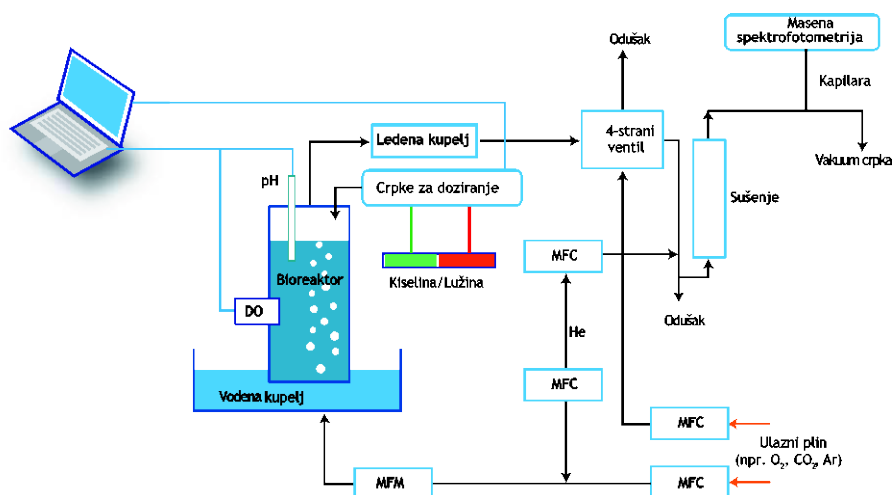 Masena
spektrofotometrija
Odušak
Kapilara
Ledena kupelj
4-strani
ventil
Vakuum crpka
pH
Crpke za doziranje
Sušenje
MFC
Bioreaktor
Kiselina/Lužina
DO
Odušak
He
MFC
Vodena kupelj
MFC
Ulazni plin
(npr. O₂, CO₂, Ar)
MFM
MFC